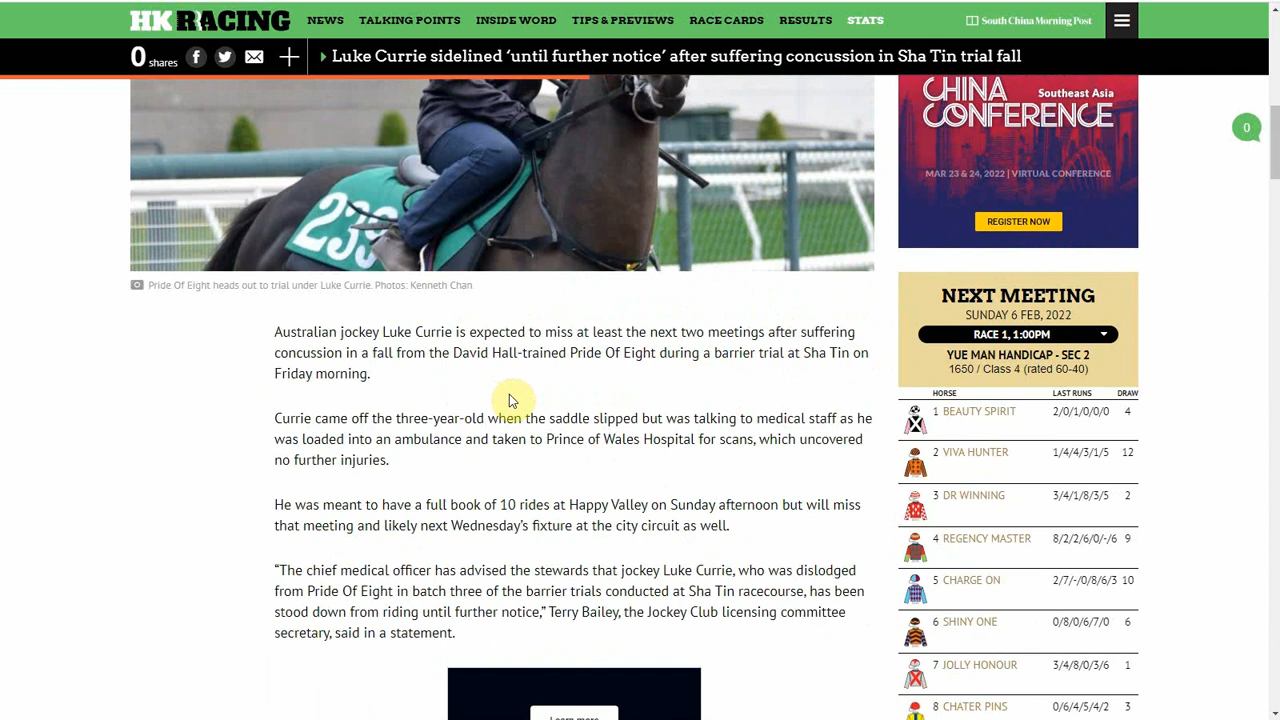 HK RACING NEWS TALKING POINTS INSIDE WORD TIPS & PREVIEWS RACE CARDS RESULTS STATS South China Morning Post
0 shares Luke Currie sidelined ‘until further notice’ after suffering concussion in Sha Tin trial fall
CHINA
Southeast Asia
CONFERENCE
MAR 23 & 24, 2022 | VIRTUAL CONFERENCE
REGISTER NOW
0
239
Pride Of Eight heads out to trial under Luke Currie. Photos: Kenneth Chan
Australian jockey Luke Currie is expected to miss at least the next two meetings after suffering
concussion in a fall from the David Hall-trained Pride Of Eight during a barrier trial at Sha Tin on
Friday morning.
Currie came off the three-year-old when the saddle slipped but was talking to medical staff as he
was loaded into an ambulance and taken to Prince of Wales Hospital for scans, which uncovered
no further injuries.
He was meant to have a full book of 10 rides at Happy Valley on Sunday afternoon but will miss
that meeting and likely next Wednesday’s fixture at the city circuit as well.
“The chief medical officer has advised the stewards that jockey Luke Currie, who was dislodged
from Pride Of Eight in batch three of the barrier trials conducted at Sha Tin racecourse, has been
stood down from riding until further notice,” Terry Bailey, the Jockey Club licensing committee
secretary, said in a statement.
Learn more
NEXT MEETING
SUNDAY 6 FEB, 2022
RACE 1, 1:00PM
YUE MAN HANDICAP - SEC 2
1650 / Class 4 (rated 60-40)
HORSE LAST RUNS DRAW
1 BEAUTY SPIRIT 2/0/1/0/0/0 4
2 VIVA HUNTER 1/4/4/3/1/5 12
3 DR WINNING 3/4/1/8/3/5 2
4 REGENCY MASTER 8/2/2/6/0/-/6 9
5 CHARGE ON 2/7/-/0/8/6/3 10
6 SHINY ONE 0/8/0/6/7/0 6
7 JOLLY HONOUR 3/4/8/0/3/6 1
8 CHATER PINS 0/6/4/5/4/2 3